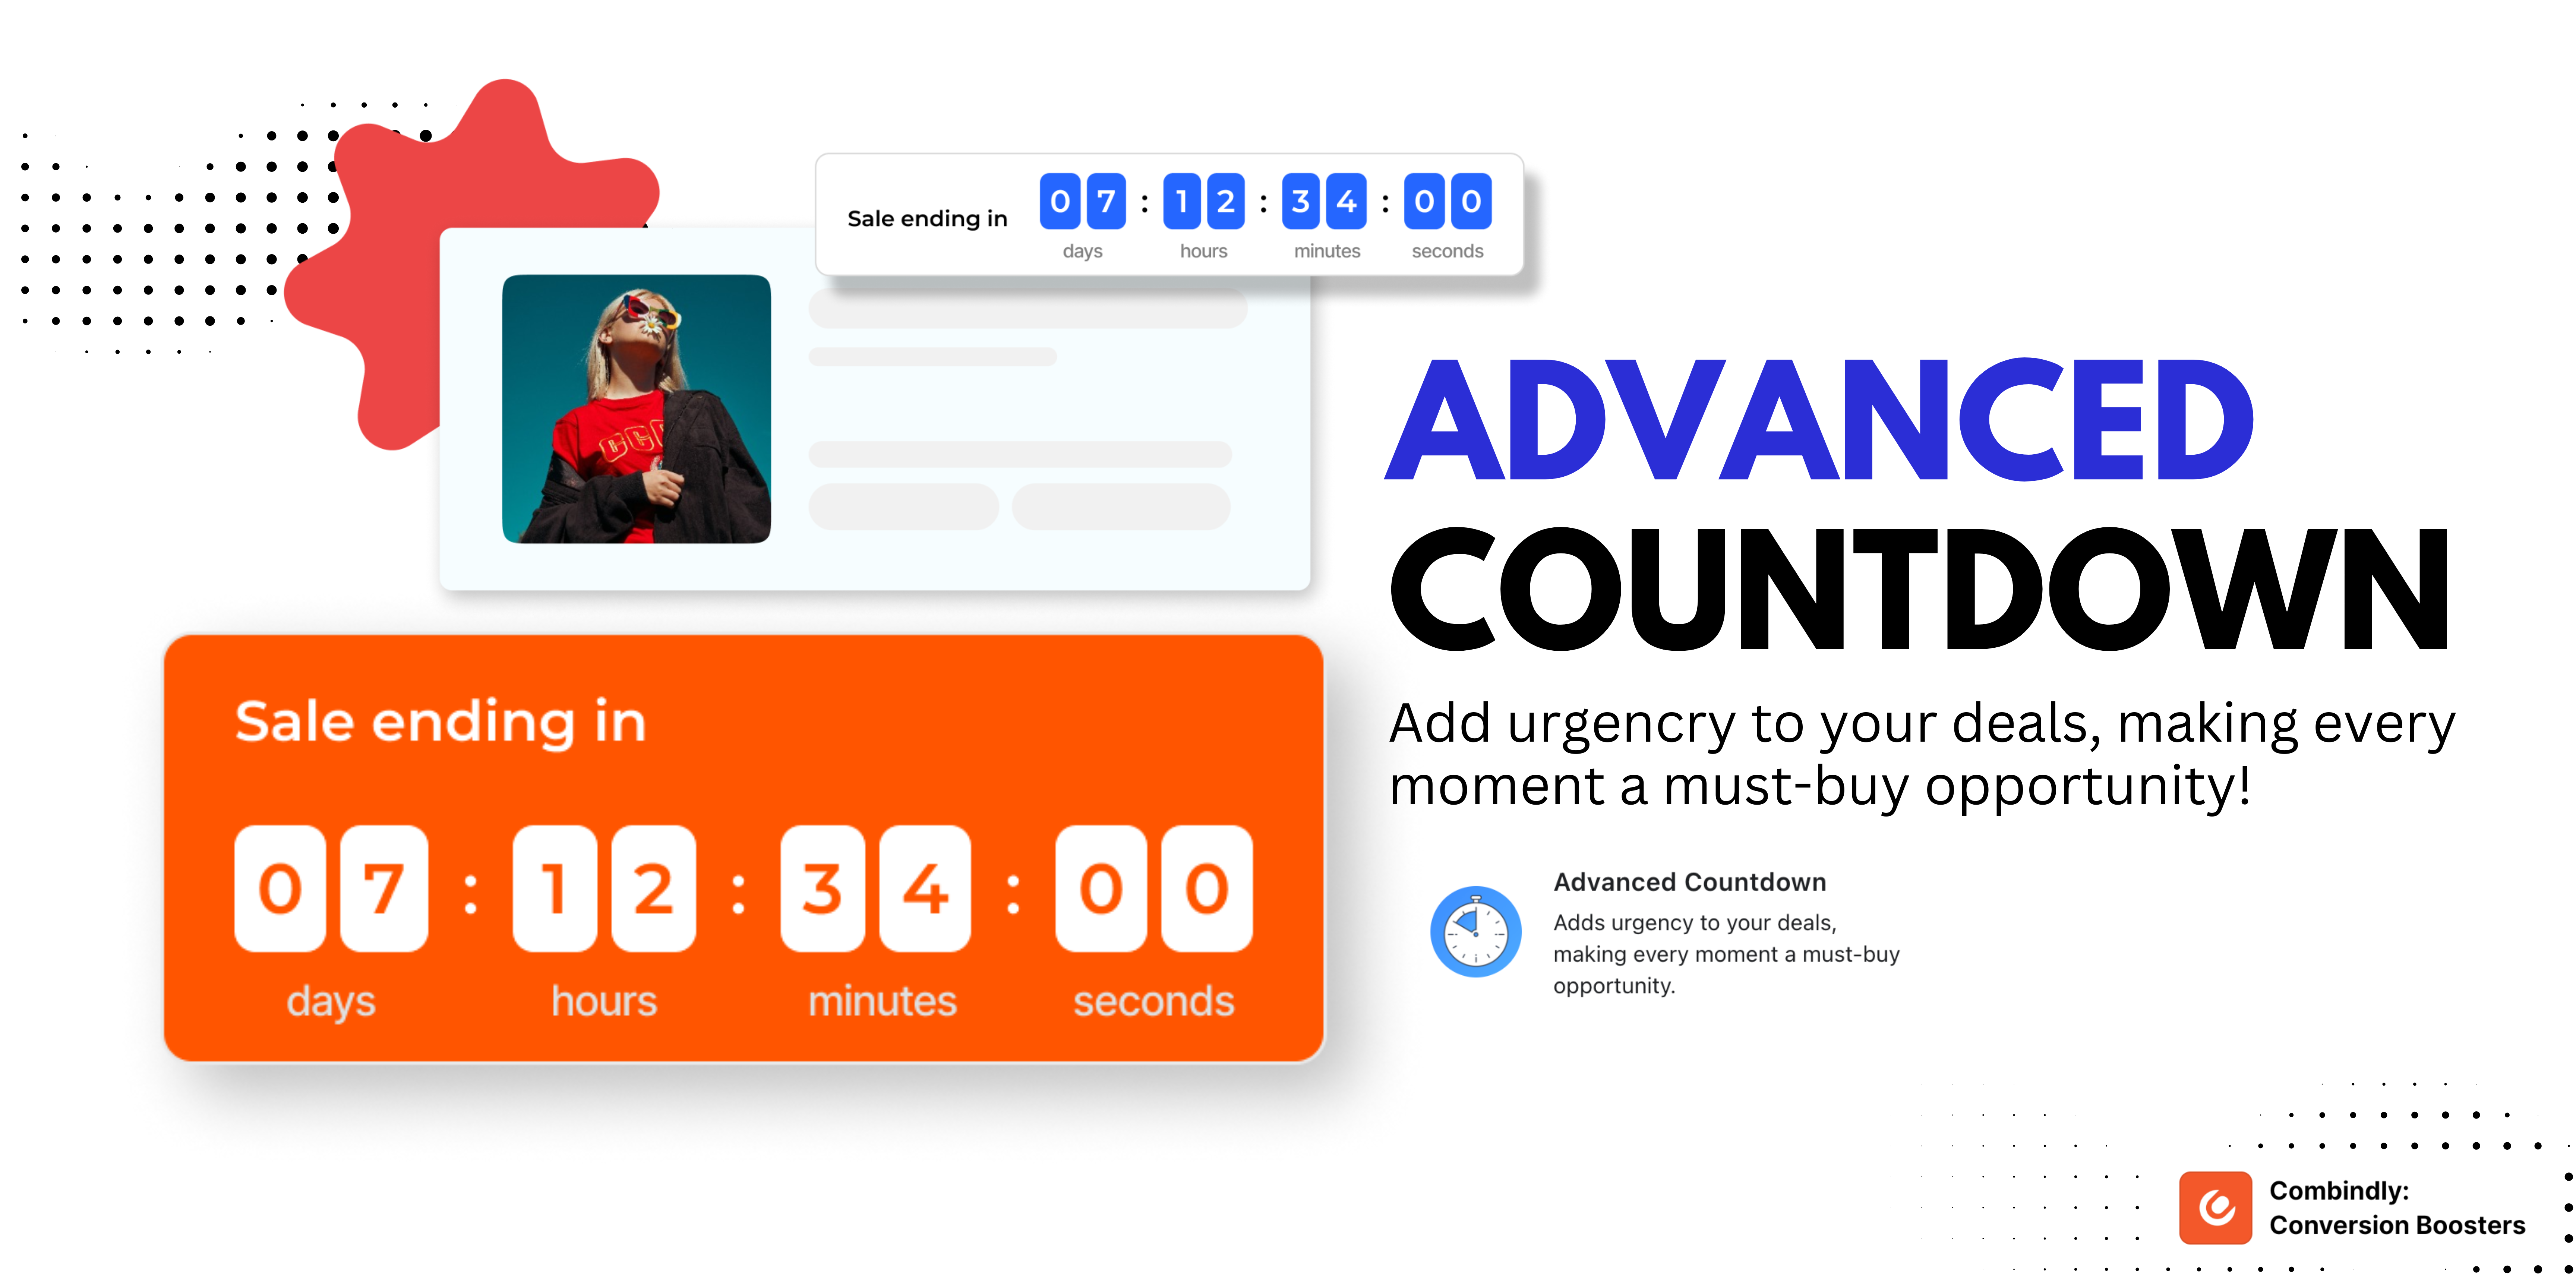 Sale ending in
07 : 12 : 34 : 00
days hours minutes seconds
ADVANCED
COUNTDOWN
Add urgencry to your deals, making every
moment a must-buy opportunity!
Sale ending in
07 : 12 : 34 : 00
days hours minutes seconds
Advanced Countdown
Adds urgency to your deals,
making every moment a must-buy
opportunity.
Combindly:
Conversion Boosters